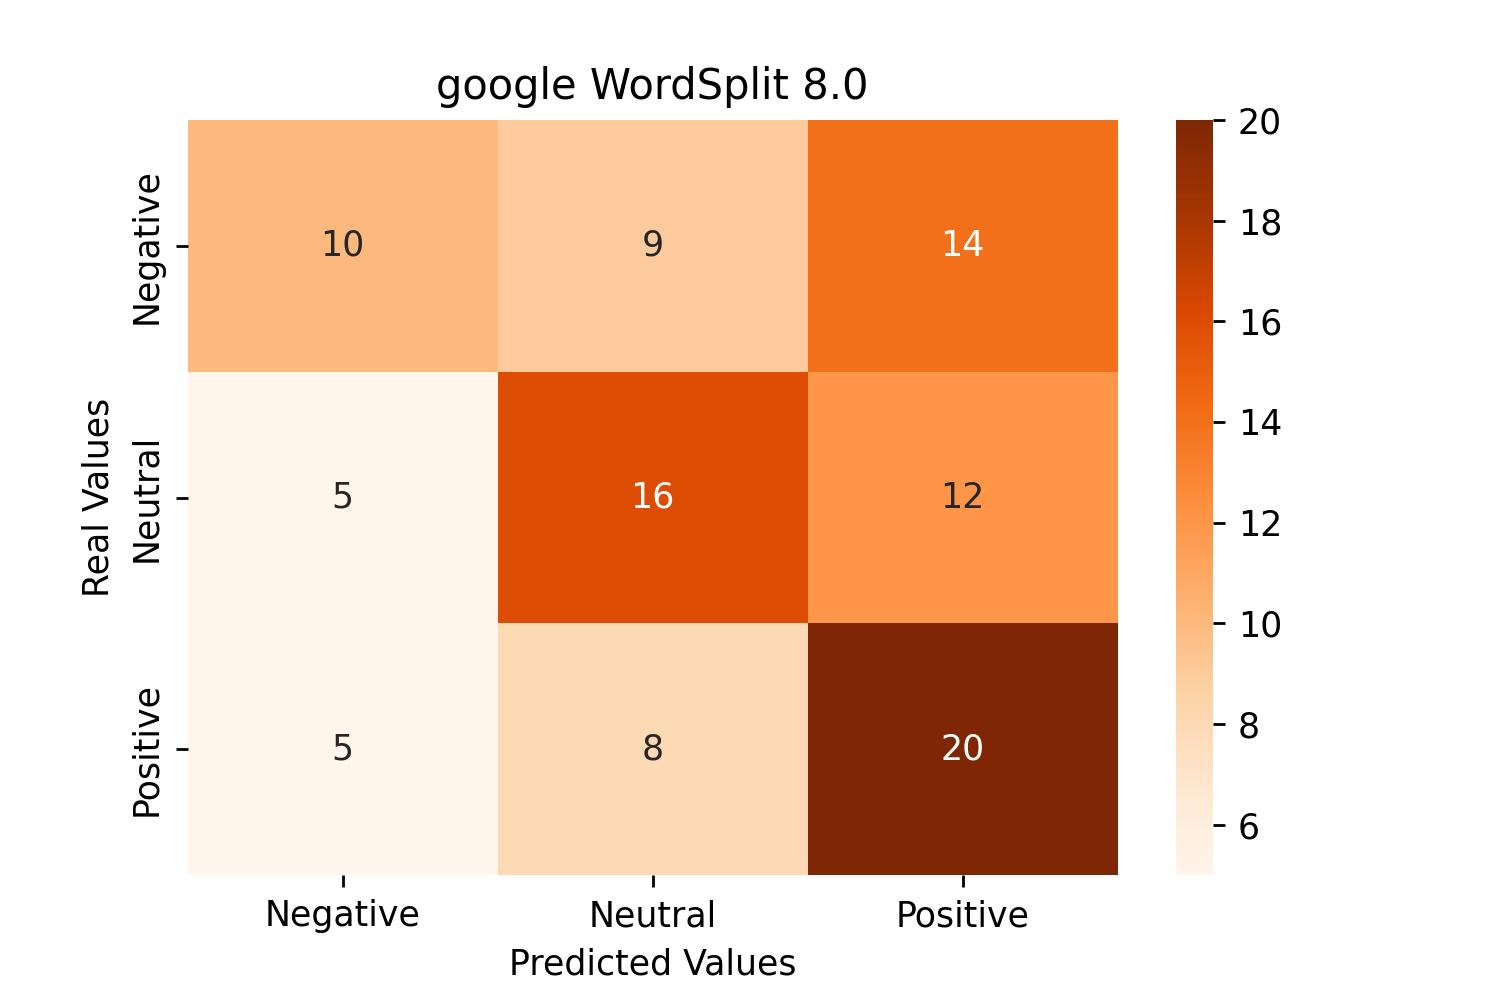 google WordSplit 8.0
Real Values
Negative
10 9 14
Neutral
5 16 12
Positive
5 8 20
Negative Neutral Positive
Predicted Values
20
18
16
14
12
10
8
6